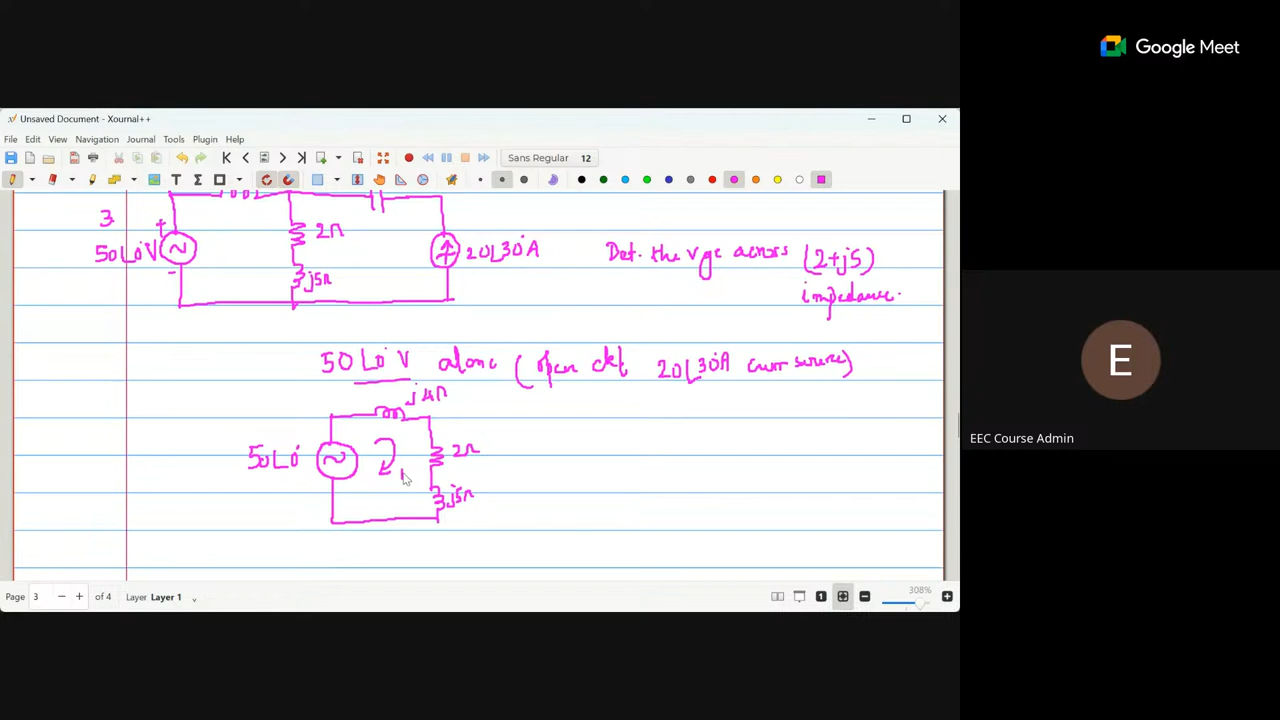 Google Meet
Unsaved Document - Xournal++
File Edit View Navigation Journal Tools Plugin Help
Sans Regular 12
3
50∠0° V
+
-
2Ω
j5Ω
20∠30° A
Det. the vge across (2+j5)
impedance.
50∠0° V alone (open ckt 20∠30° A curr source)
j4Ω
50∠0°
2Ω
j5Ω
EEC Course Admin
E
Page 3 of 4 Layer Layer 1
308%